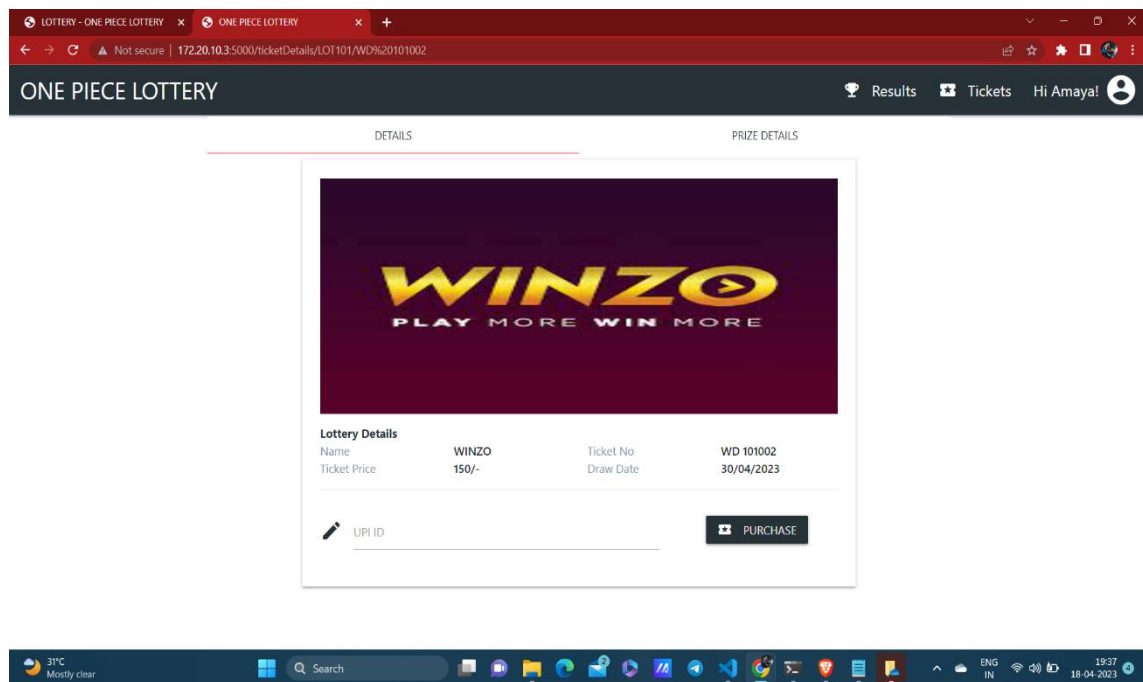 LOTTERY - ONE PIECE LOTTERY
ONE PIECE LOTTERY
Not secure | 172.20.10.3:5000/ticketDetails/LOT101/WD%20101002
ONE PIECE LOTTERY Results Tickets Hi Amaya!
DETAILS PRIZE DETAILS
WINZO
PLAY MORE WIN MORE
Lottery Details
Name WINZO Ticket No WD 101002
Ticket Price 150/- Draw Date 30/04/2023
UPI ID PURCHASE
31°C
Mostly clear
Search
ENG
IN
19:37
18-04-2023